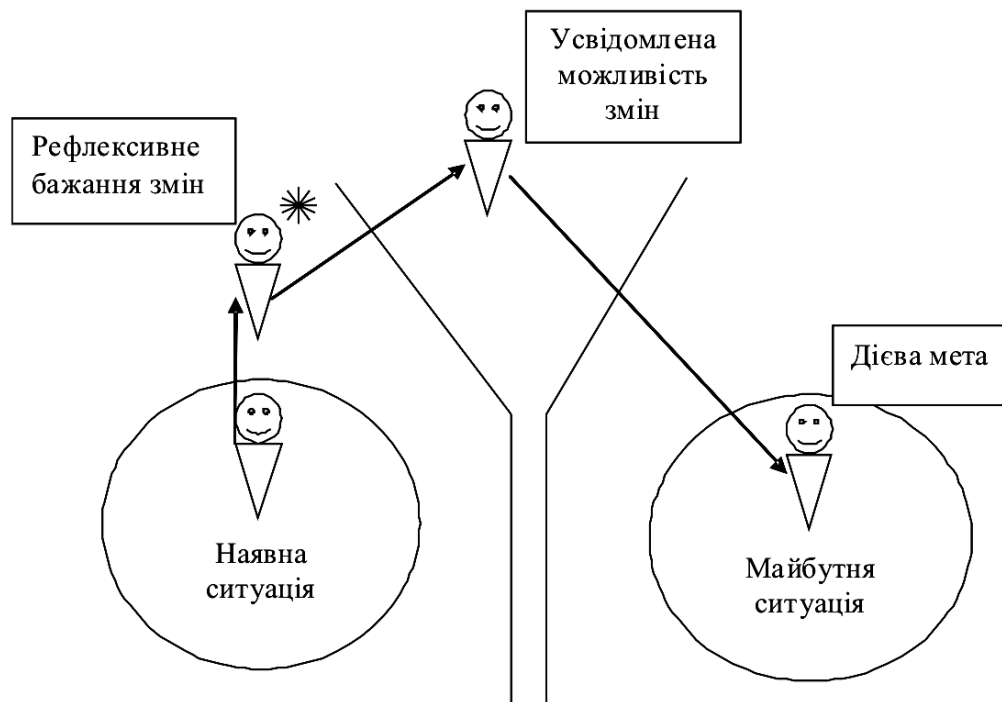 Усвідомлена
можливість
змін
Рефлексивне
бажання змін
Дієва мета
Наявна
ситуація
Майбутня
ситуація